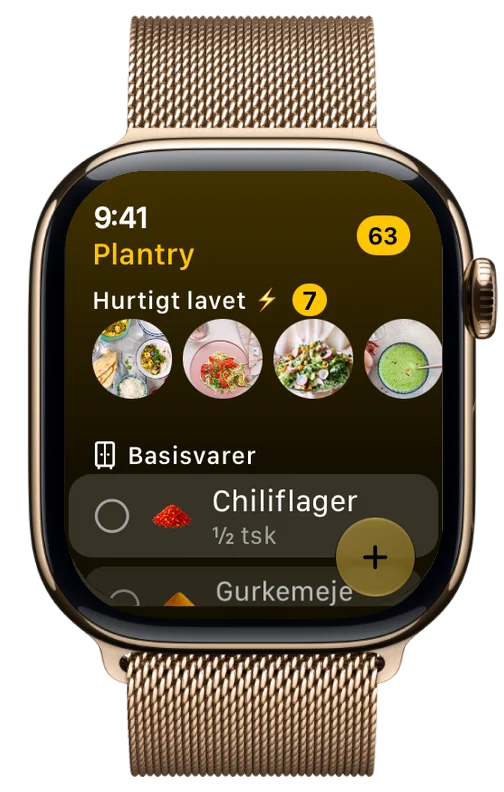 9:41
63
Plantry
Hurtigt lavet ⚡ 7
Basisvarer
Chiliflager
½ tsk
+
Gurkemeje